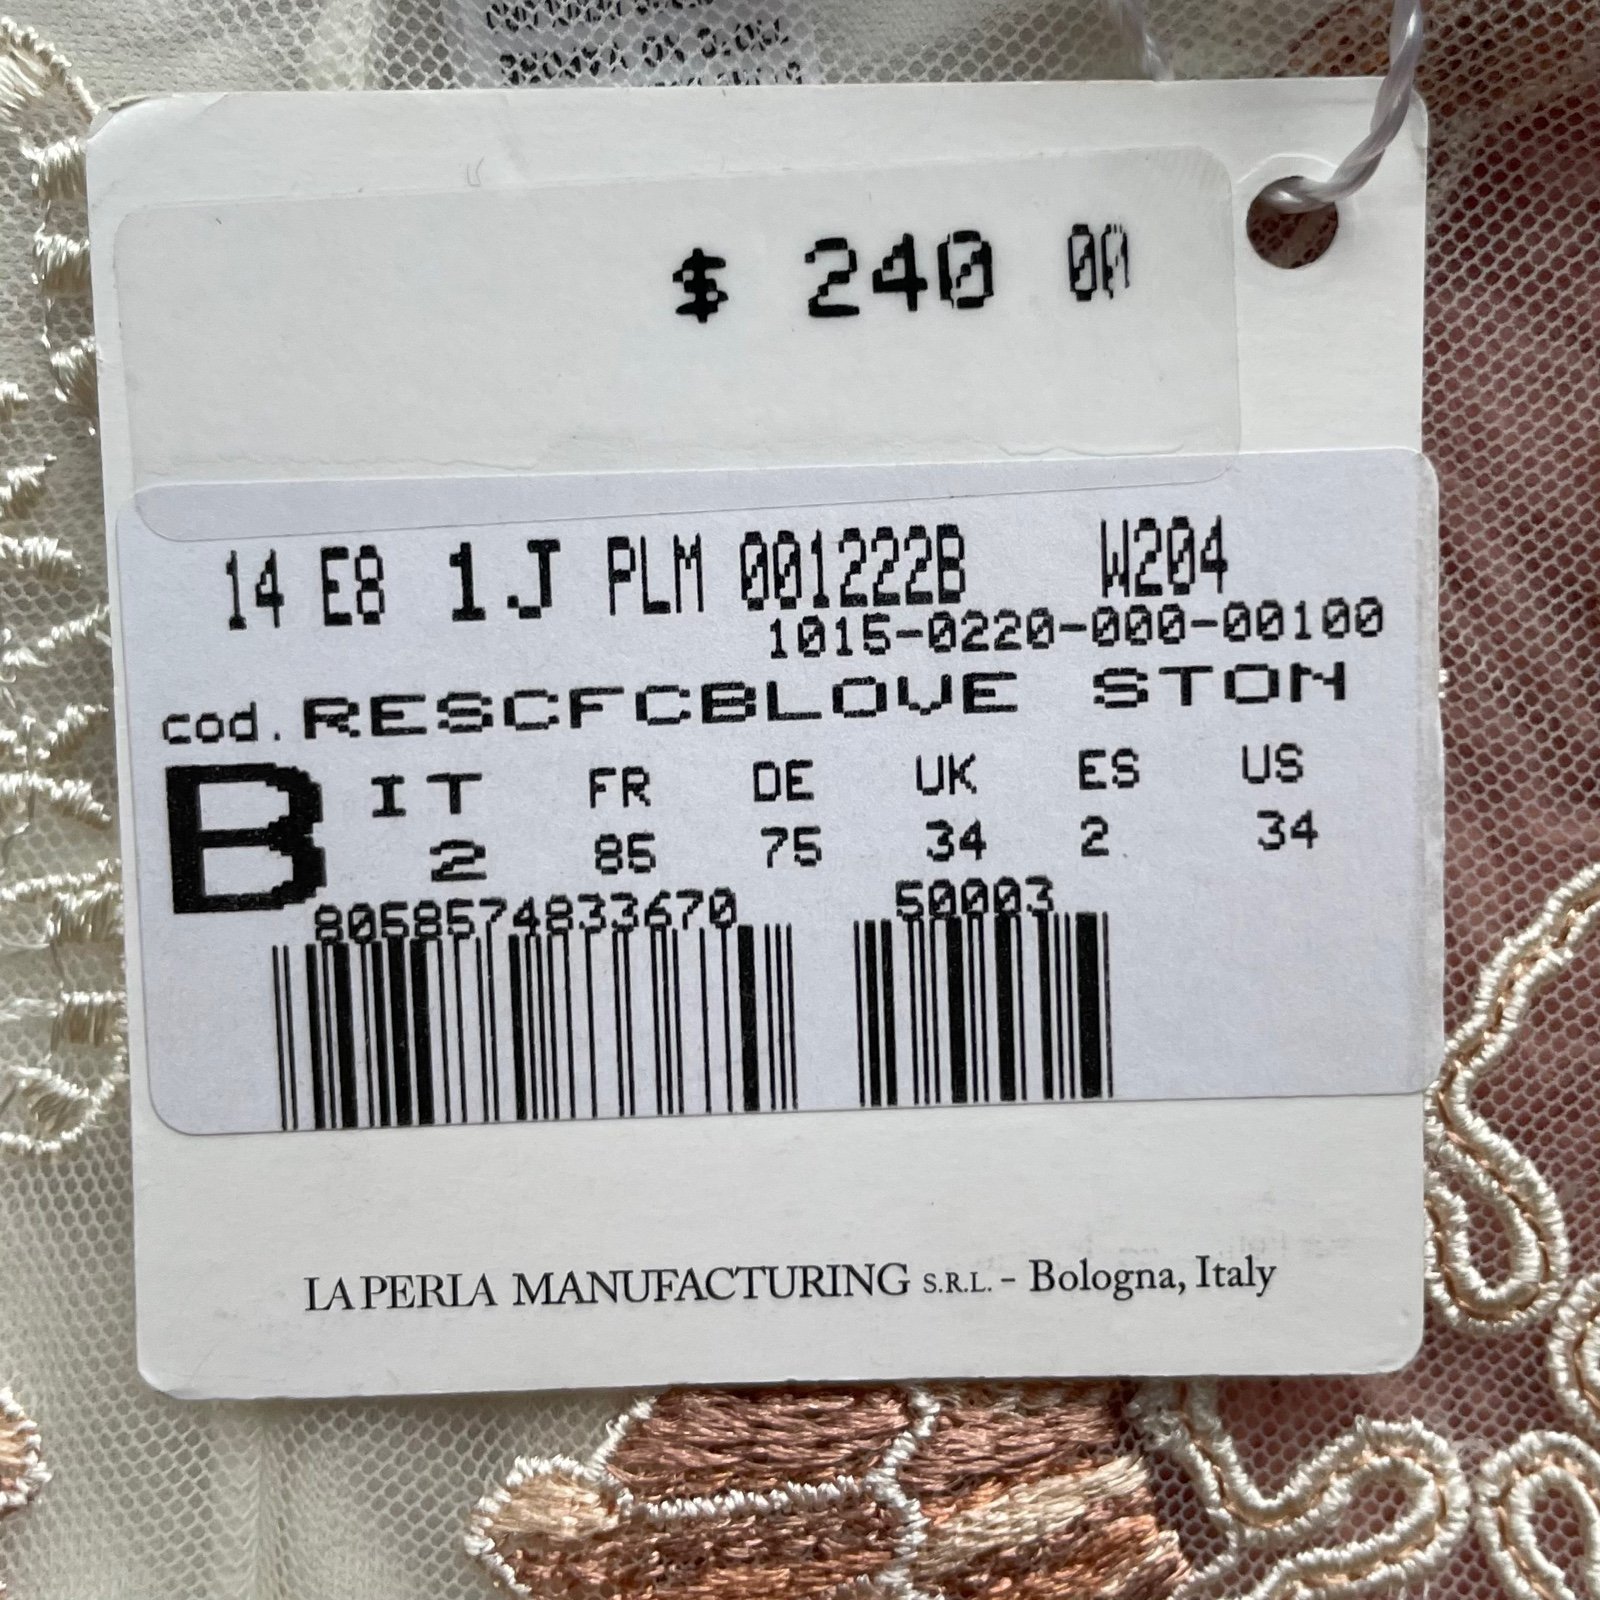 $ 240 00
14 E8 1J PLM 001222B W204
1015-0220-000-00100
cod. RESCFCBLOVE STON
B IT FR DE UK ES US
2 85 75 34 2 34
8058574833670 50003
LA PERLA MANUFACTURING S.R.L. - Bologna, Italy